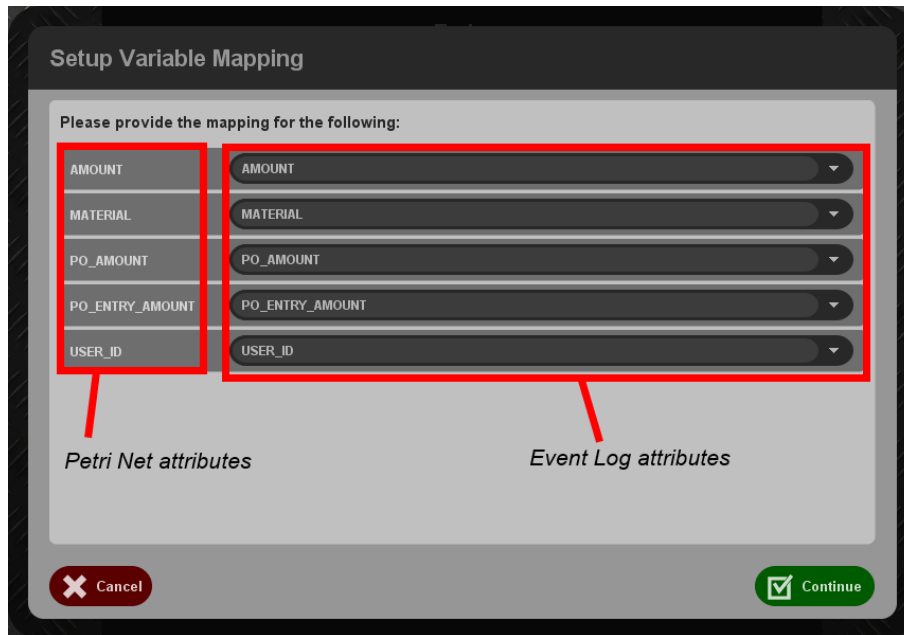 Setup Variable Mapping
Please provide the mapping for the following:
AMOUNT AMOUNT
MATERIAL MATERIAL
PO_AMOUNT PO_AMOUNT
PO_ENTRY_AMOUNT PO_ENTRY_AMOUNT
USER_ID USER_ID
Petri Net attributes Event Log attributes
Cancel Continue